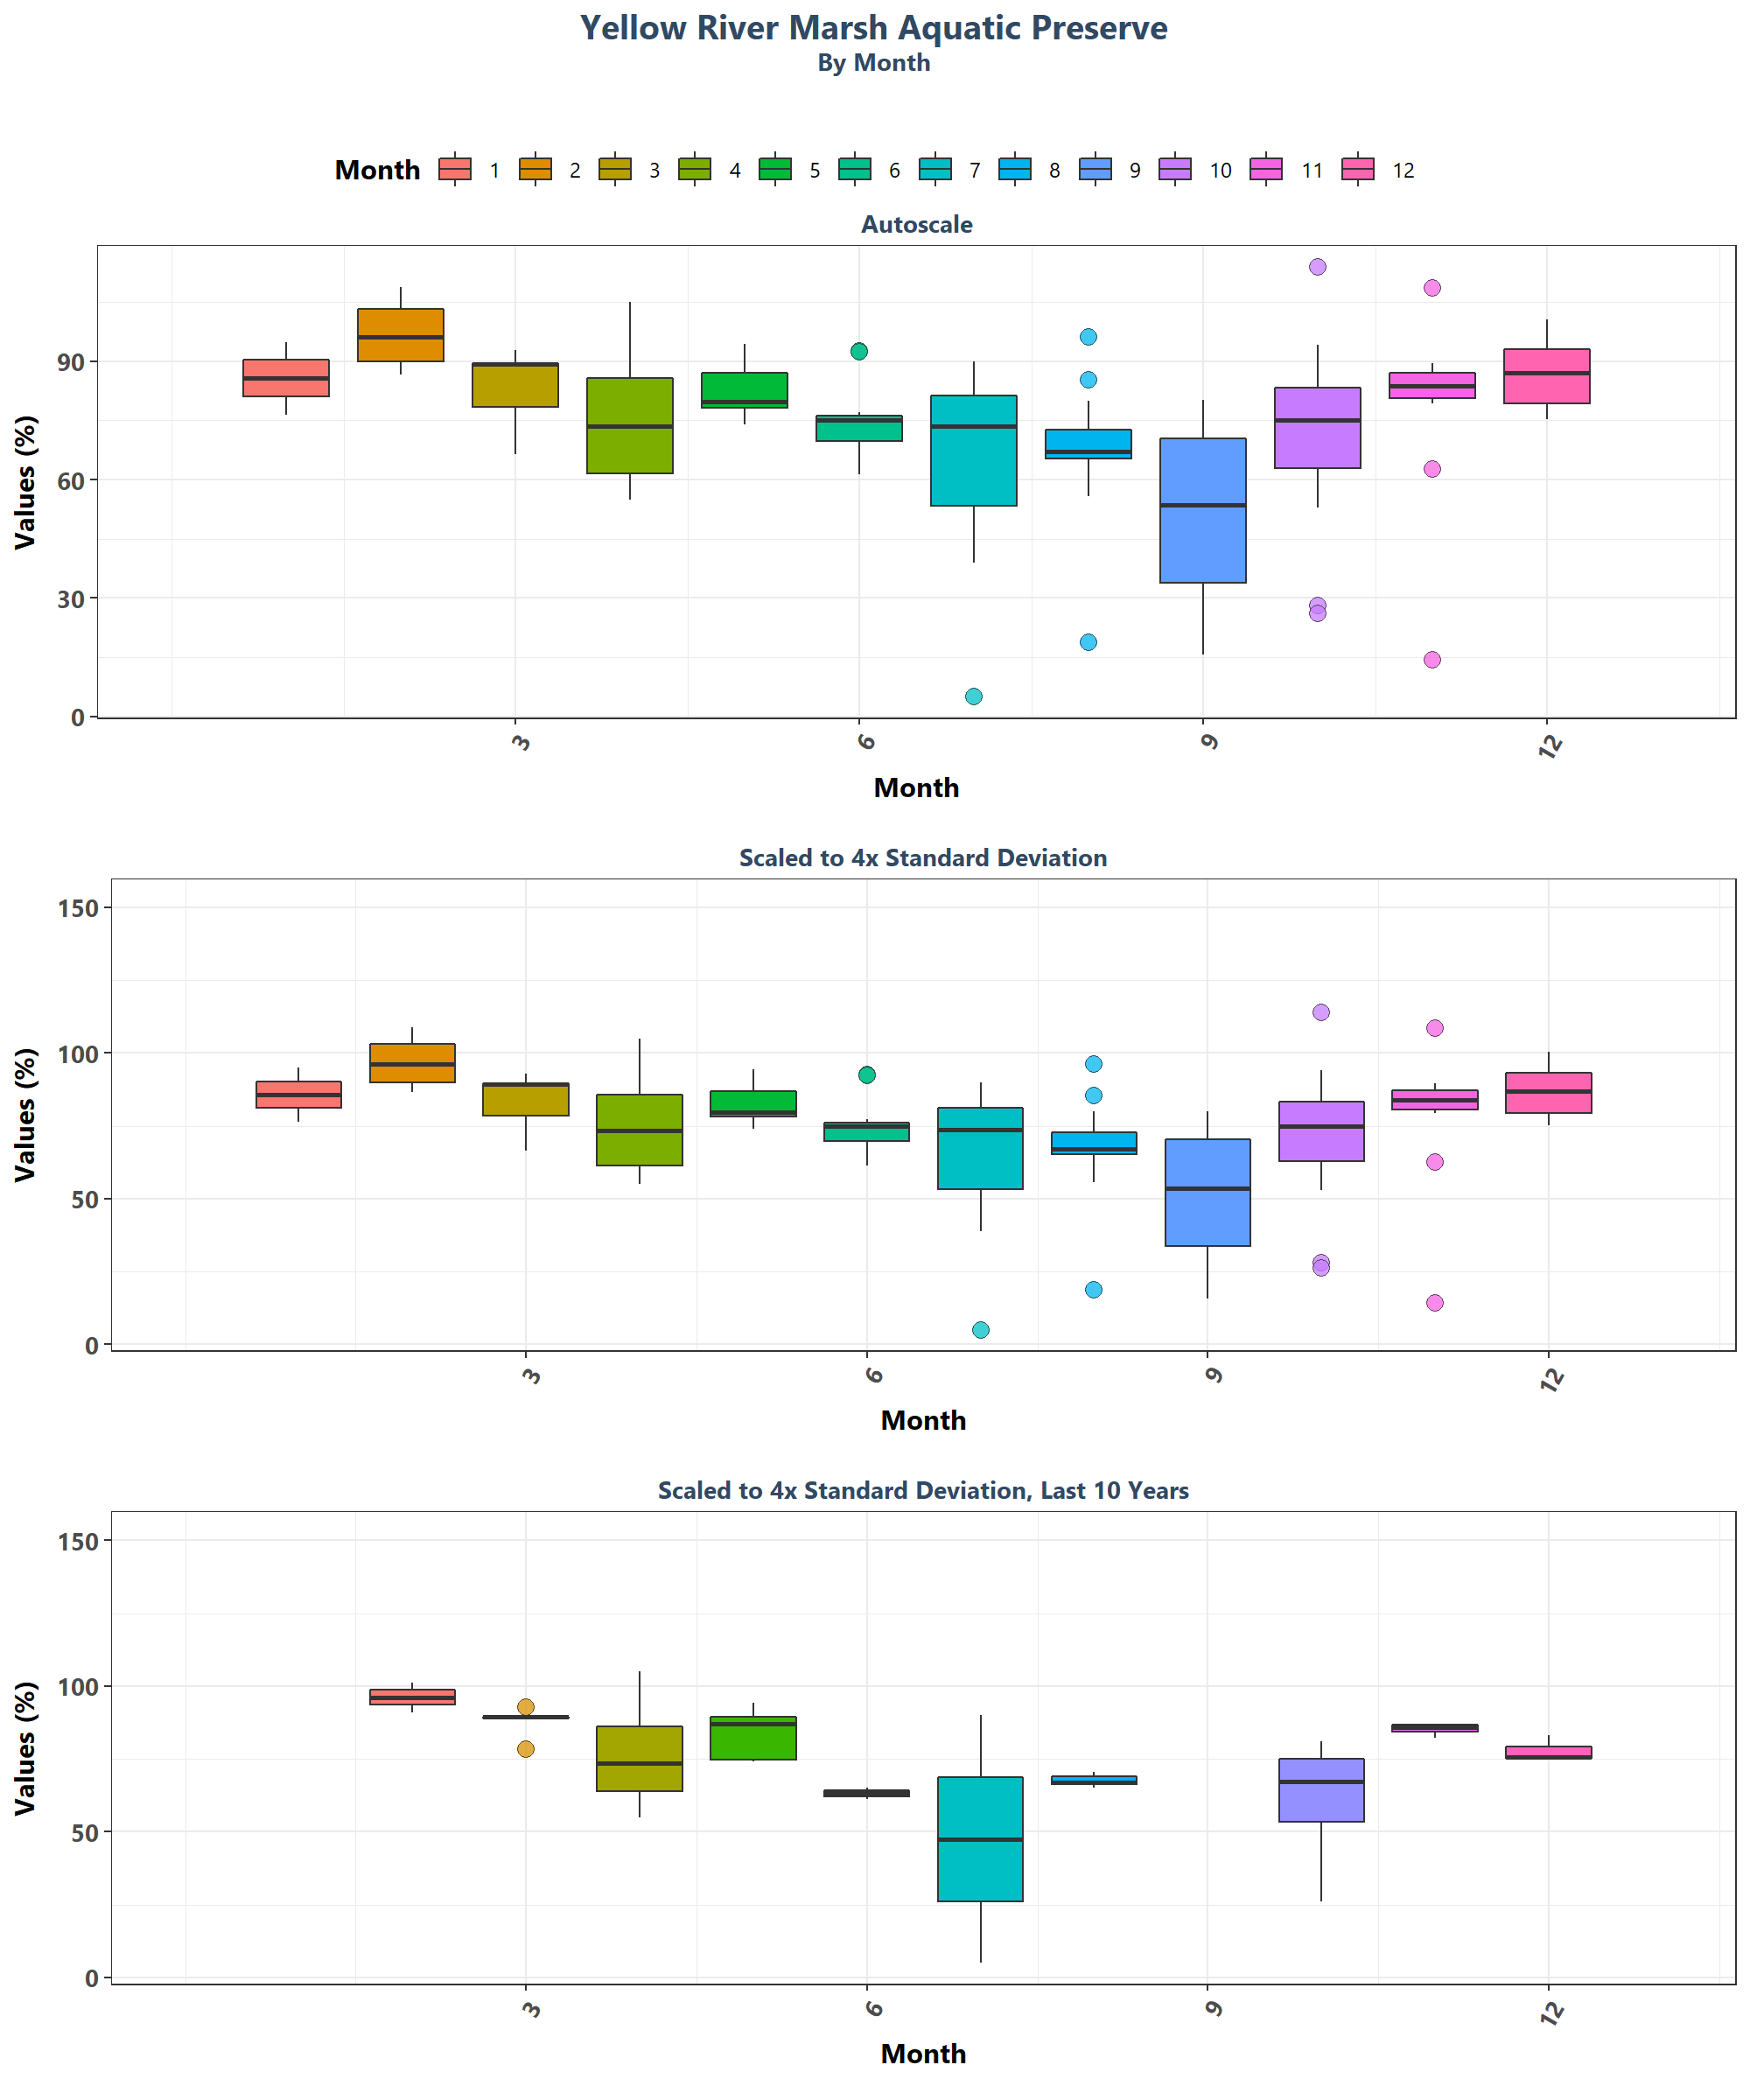 Yellow River Marsh Aquatic Preserve
By Month
Month 1 2 3 4 5 6 7 8 9 10 11 12
Autoscale
Values (%)
90
60
30
0
3 6 9 12
Month
Scaled to 4x Standard Deviation
Values (%)
150
100
50
0
3 6 9 12
Month
Scaled to 4x Standard Deviation, Last 10 Years
Values (%)
150
100
50
0
3 6 9 12
Month